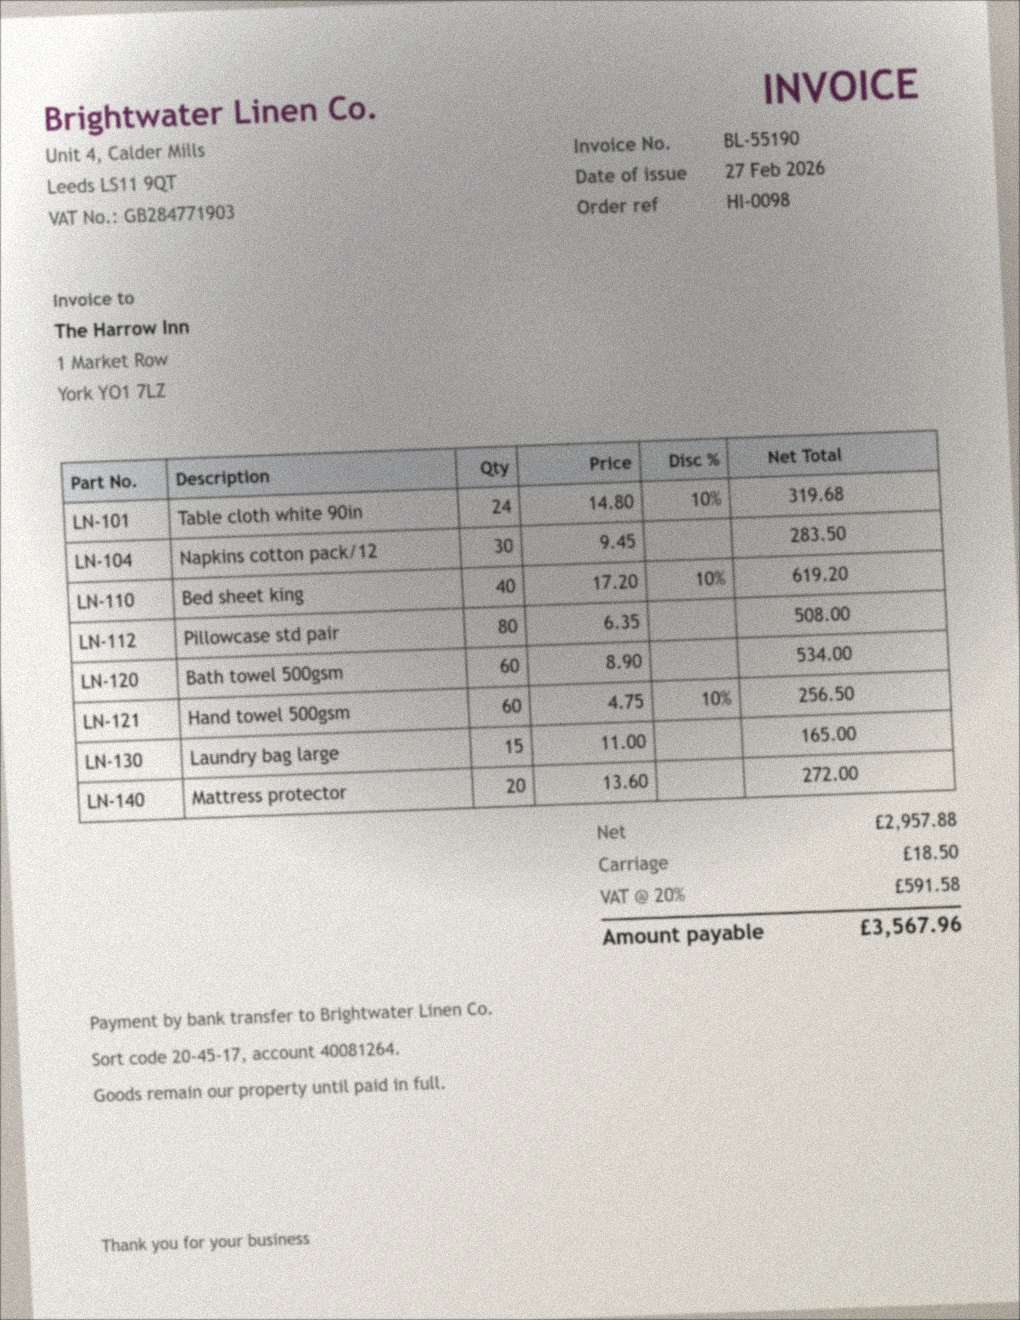 INVOICE
Brightwater Linen Co.
Unit 4, Calder Mills
Leeds LS11 9QT
VAT No.: GB284771903
Invoice No. BL-55190
Date of issue 27 Feb 2026
Order ref HI-0098
Invoice to
The Harrow Inn
1 Market Row
York YO1 7LZ
Part No. Description Qty Price Disc % Net Total
LN-101 Table cloth white 90in 24 14.80 10% 319.68
LN-104 Napkins cotton pack/12 30 9.45 283.50
LN-110 Bed sheet king 40 17.20 10% 619.20
LN-112 Pillowcase std pair 80 6.35 508.00
LN-120 Bath towel 500gsm 60 8.90 534.00
LN-121 Hand towel 500gsm 60 4.75 10% 256.50
LN-130 Laundry bag large 15 11.00 165.00
LN-140 Mattress protector 20 13.60 272.00
Net £2,957.88
Carriage £18.50
VAT @ 20% £591.58
Amount payable £3,567.96
Payment by bank transfer to Brightwater Linen Co.
Sort code 20-45-17, account 40081264.
Goods remain our property until paid in full.
Thank you for your business